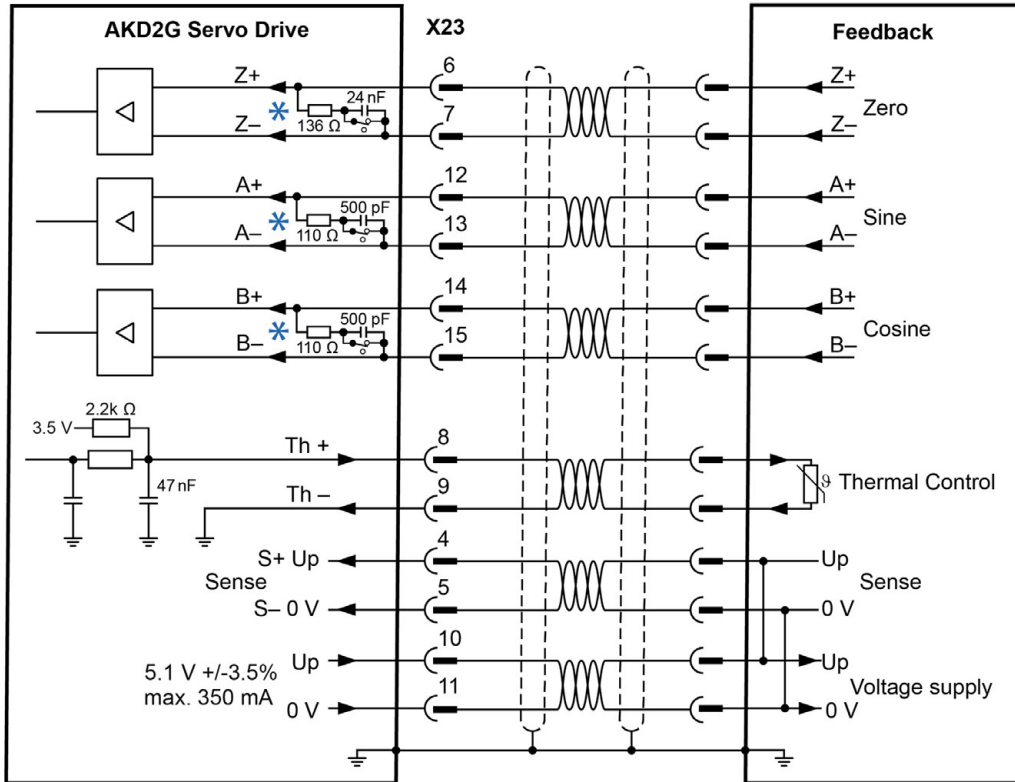 AKD2G Servo Drive
X23
Feedback
Z+
6
Z+
24 nF
Zero
*
136 Ω
7
Z–
Z–
A+
12
A+
500 pF
Sine
*
110 Ω
13
A–
A–
B+
14
B+
500 pF
Cosine
*
110 Ω
15
B–
B–
2.2k Ω
3.5 V
Th +
8
47 nF
ϑ Thermal Control
Th –
9
S+ Up
4
Up
Sense
Sense
S– 0 V
5
0 V
Up
10
Up
5.1 V +/-3.5%
max. 350 mA
Voltage supply
0 V
11
0 V